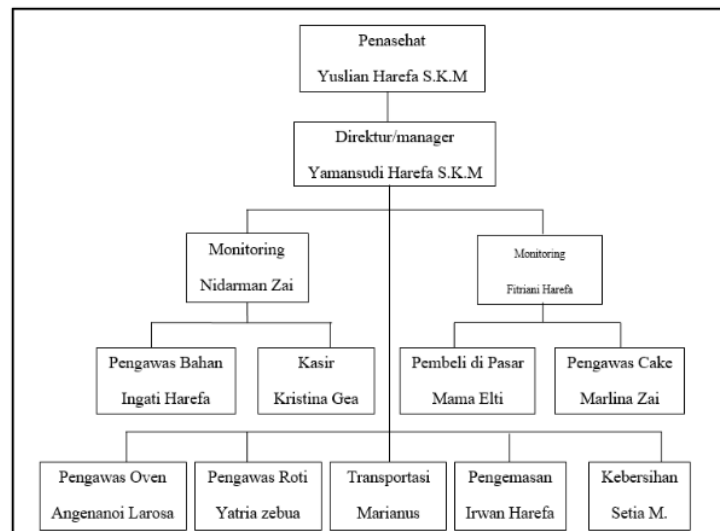 Penasehat
Yuslian Harefa S.K.M
Direktur/manager
Yamansudi Harefa S.K.M
Monitoring
Nidarman Zai
Monitoring
Fitriani Harefa
Pengawas Bahan
Ingati Harefa
Kasir
Kristina Gea
Pembeli di Pasar
Mama Elti
Pengawas Cake
Marlina Zai
Pengawas Oven
Angenanoi Larosa
Pengawas Roti
Yatria zebua
Transportasi
Marianus
Pengemasan
Irwan Harefa
Kebersihan
Setia M.